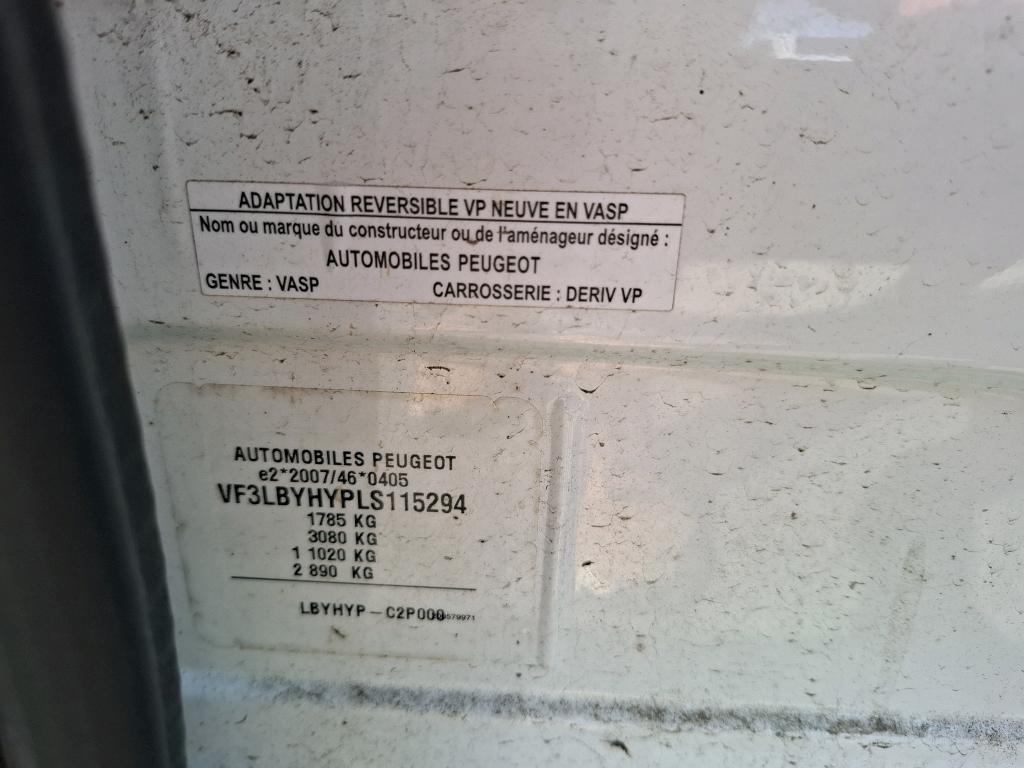 ADAPTATION REVERSIBLE VP NEUVE EN VASP
Nom ou marque du constructeur ou de l'aménageur désigné :
AUTOMOBILES PEUGEOT
GENRE : VASP CARROSSERIE : DERIV VP
AUTOMOBILES PEUGEOT
e2*2007/46*0405
VF3LBYHYPLS115294
1785 KG
3080 KG
1 1020 KG
2 890 KG
LBYHYP - C2P000